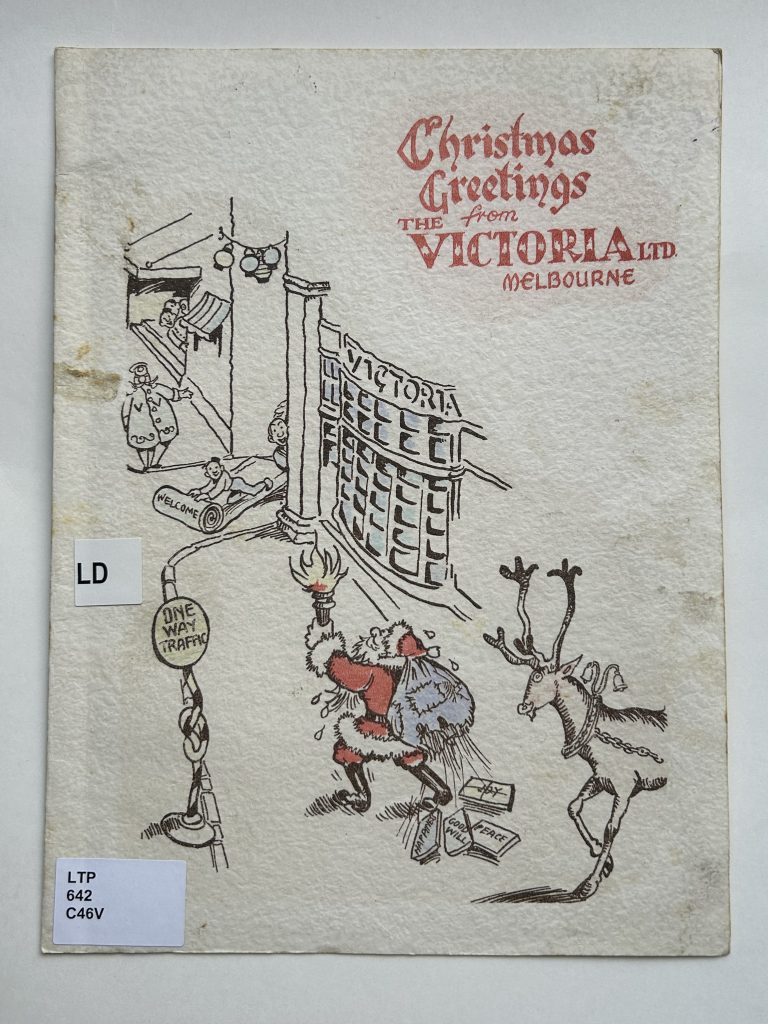 Christmas
Greetings
from
THE
VICTORIA LTD.
MELBOURNE
VICTORIA
V V
WELCOME
LD
ONE
WAY
TRAFFIC
JOY
HAPPINESS
GOOD
WILL
PEACE
LTP
642
C46V